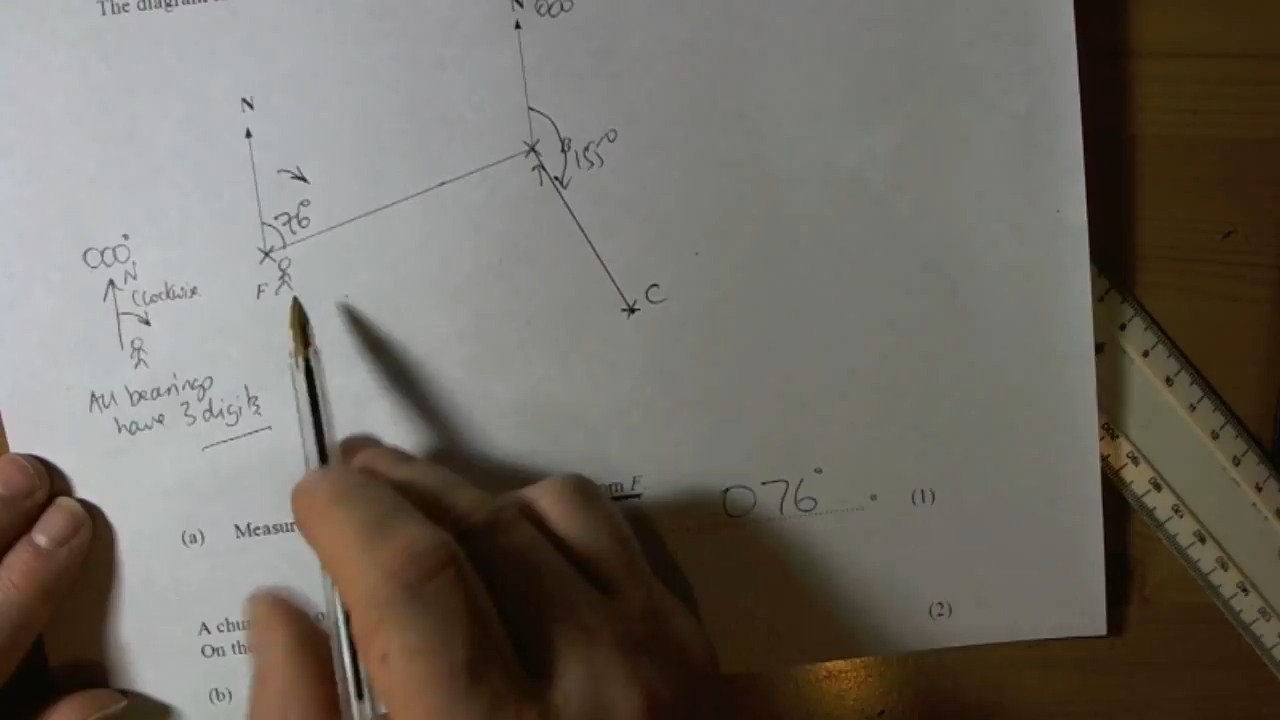 The diagram
N 000
N
155°
76°
000°
N
Clockwise
F
C
All bearings
have 3 digits
om F
076° ° (1)
(a) Measur
(2)
A chu
On th
(b)